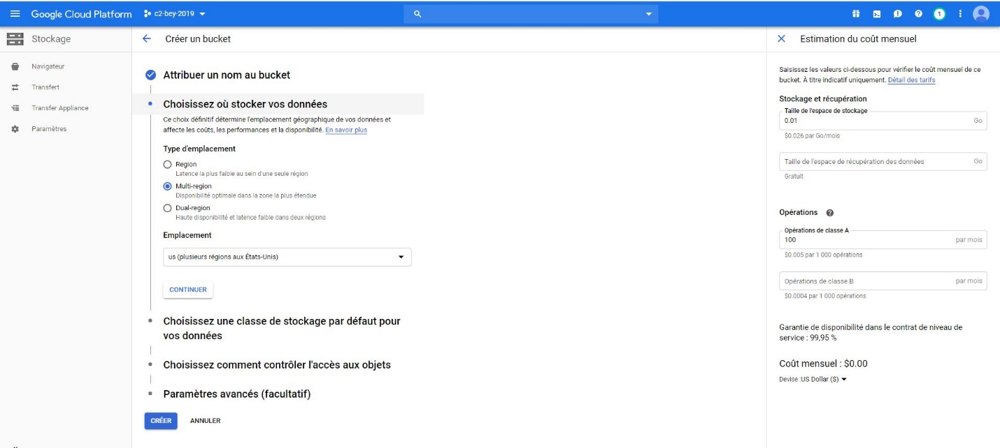 Google Cloud Platform
c2-bey-2019
1
Stockage
Navigateur
Transfert
Transfer Appliance
Paramètres
Créer un bucket
Attribuer un nom au bucket
Choisissez où stocker vos données
Ce choix définitif détermine l'emplacement géographique de vos données et
affecte les coûts, les performances et la disponibilité. En savoir plus
Type d'emplacement
Region
Latence la plus faible au sein d'une seule région
Multi-region
Disponibilité optimale dans la zone la plus étendue
Dual-region
Haute disponibilité et latence faible dans deux régions
Emplacement
us (plusieurs régions aux États-Unis)
CONTINUER
Choisissez une classe de stockage par défaut pour
vos données
Choisissez comment contrôler l'accès aux objets
Paramètres avancés (facultatif)
CRÉER ANNULER
Estimation du coût mensuel
Saisissez les valeurs ci-dessous pour vérifier le coût mensuel de ce
bucket. À titre indicatif uniquement. Détail des tarifs
Stockage et récupération
Taille de l'espace de stockage
0.01 Go
$0.026 par Go/mois
Taille de l'espace de récupération des données Go
Gratuit
Opérations
Opérations de classe A
100 par mois
$0.005 par 1 000 opérations
Opérations de classe B par mois
$0.0004 par 1 000 opérations
Garantie de disponibilité dans le contrat de niveau de
service : 99,95 %
Coût mensuel : $0.00
Devise :US Dollar ($)